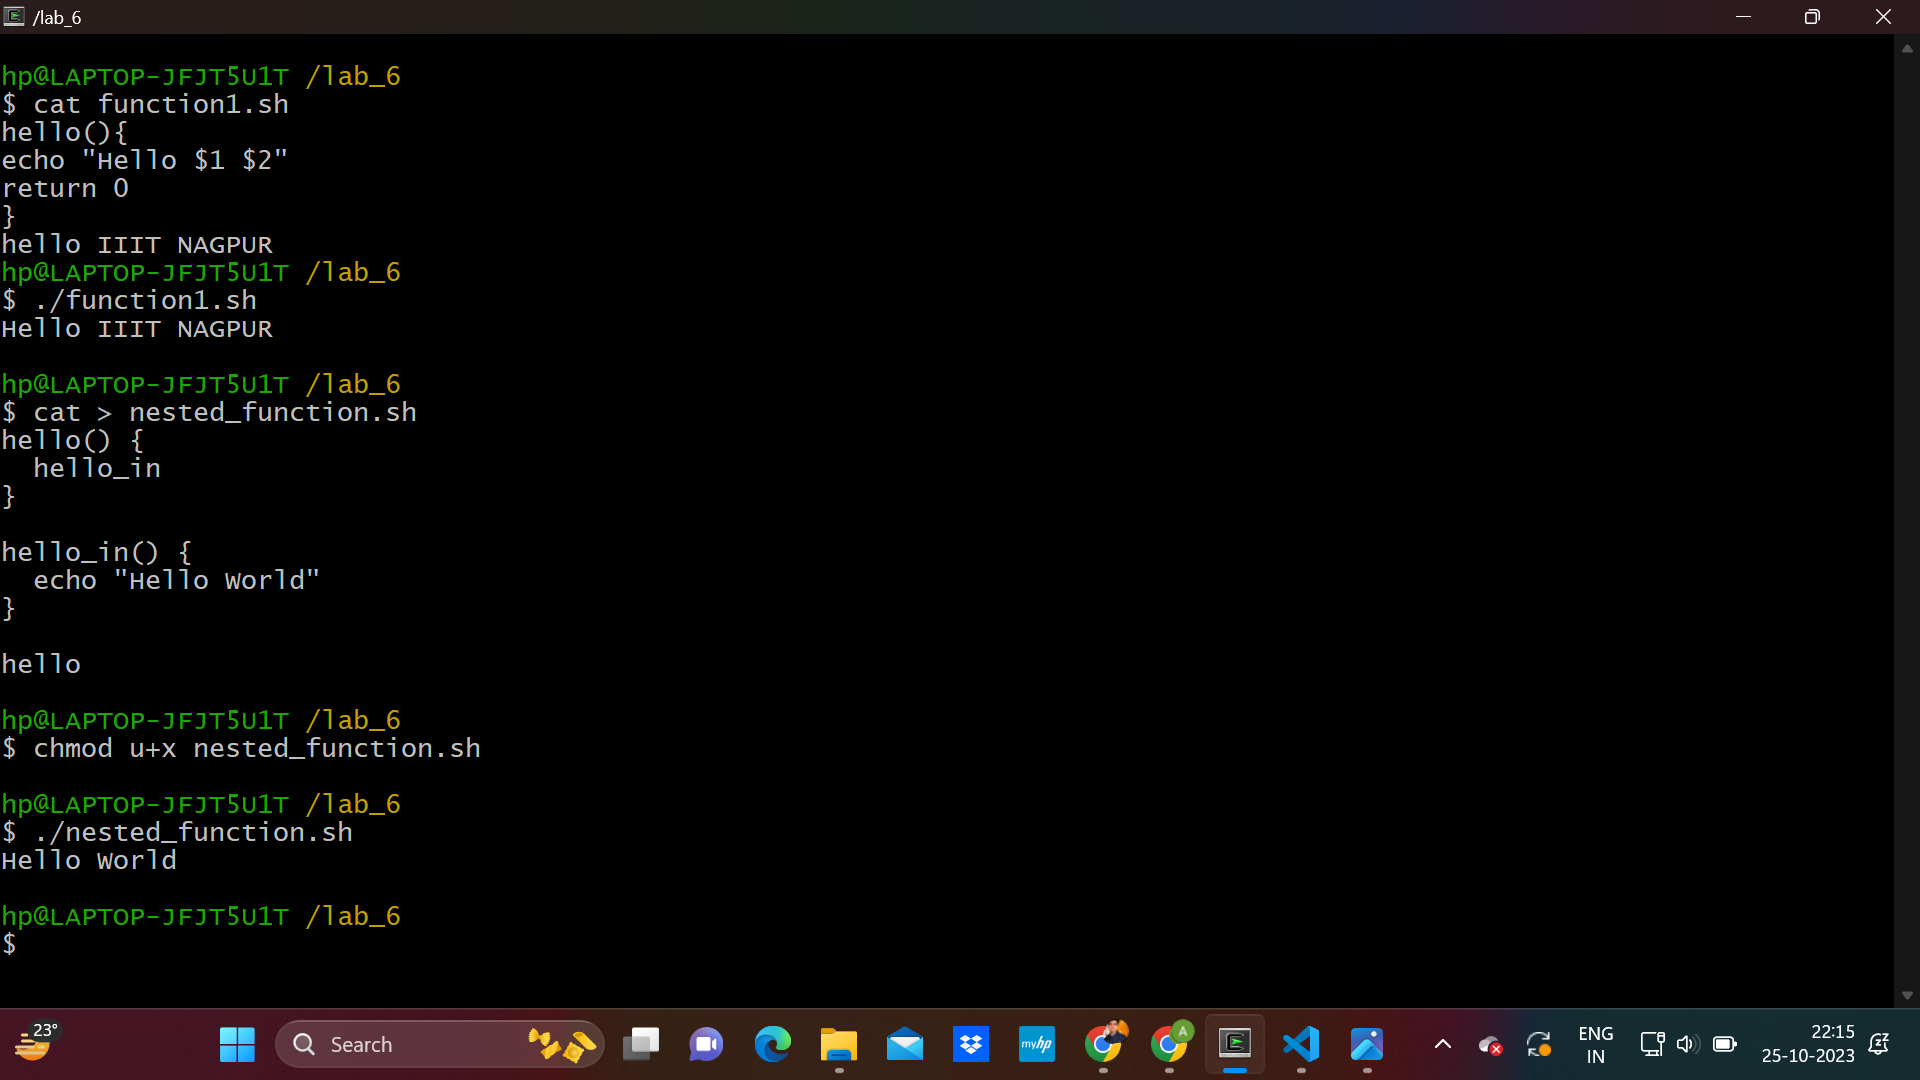 /lab_6
hp@LAPTOP-JFJT5U1T /lab_6
$ cat function1.sh
hello(){
echo "Hello $1 $2"
return 0
}
hello IIIT NAGPUR
hp@LAPTOP-JFJT5U1T /lab_6
$ ./function1.sh
Hello IIIT NAGPUR
hp@LAPTOP-JFJT5U1T /lab_6
$ cat > nested_function.sh
hello() {
  hello_in
}
hello_in() {
  echo "Hello World"
}
hello
hp@LAPTOP-JFJT5U1T /lab_6
$ chmod u+x nested_function.sh
hp@LAPTOP-JFJT5U1T /lab_6
$ ./nested_function.sh
Hello World
hp@LAPTOP-JFJT5U1T /lab_6
$
23°
Search
myhp
A
ENG
IN
22:15
25-10-2023